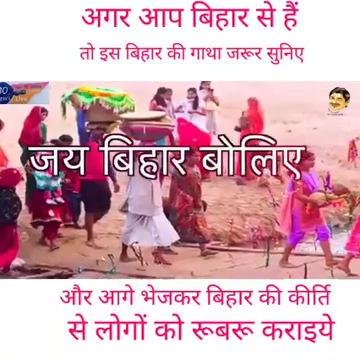 अगर आप बिहार से हैं
तो इस बिहार की गाथा जरूर सुनिए
जय बिहार बोलिए
और आगे भेजकर बिहार की कीर्ति
से लोगों को रूबरू कराइये